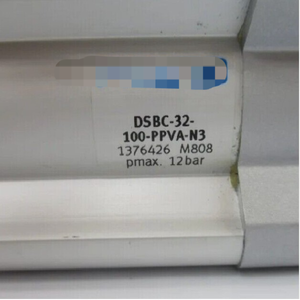 DSBC-32-
100-PPVA-N3
1376426 M808
pmax. 12bar